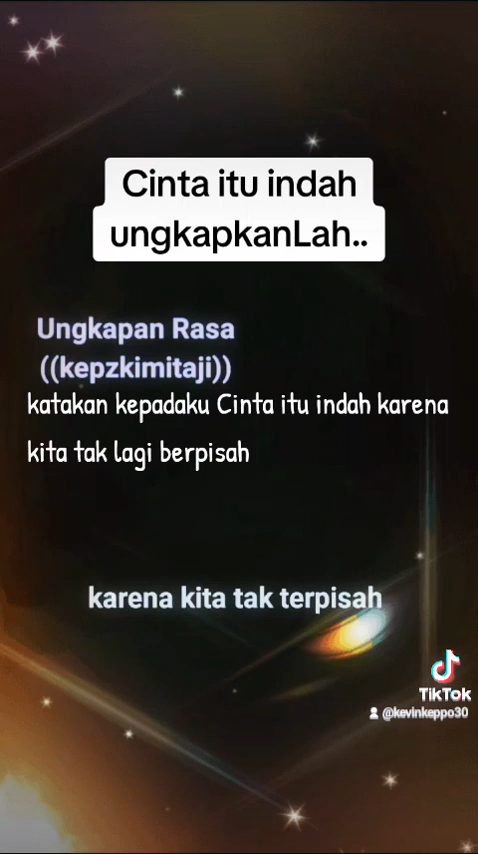 Cinta itu indah
ungkapkanLah..
Ungkapan Rasa
((kepzkimitaji))
katakan kepadaku Cinta itu indah karena
kita tak lagi berpisah
karena kita tak terpisah
TikTok
@kevinkeppo30